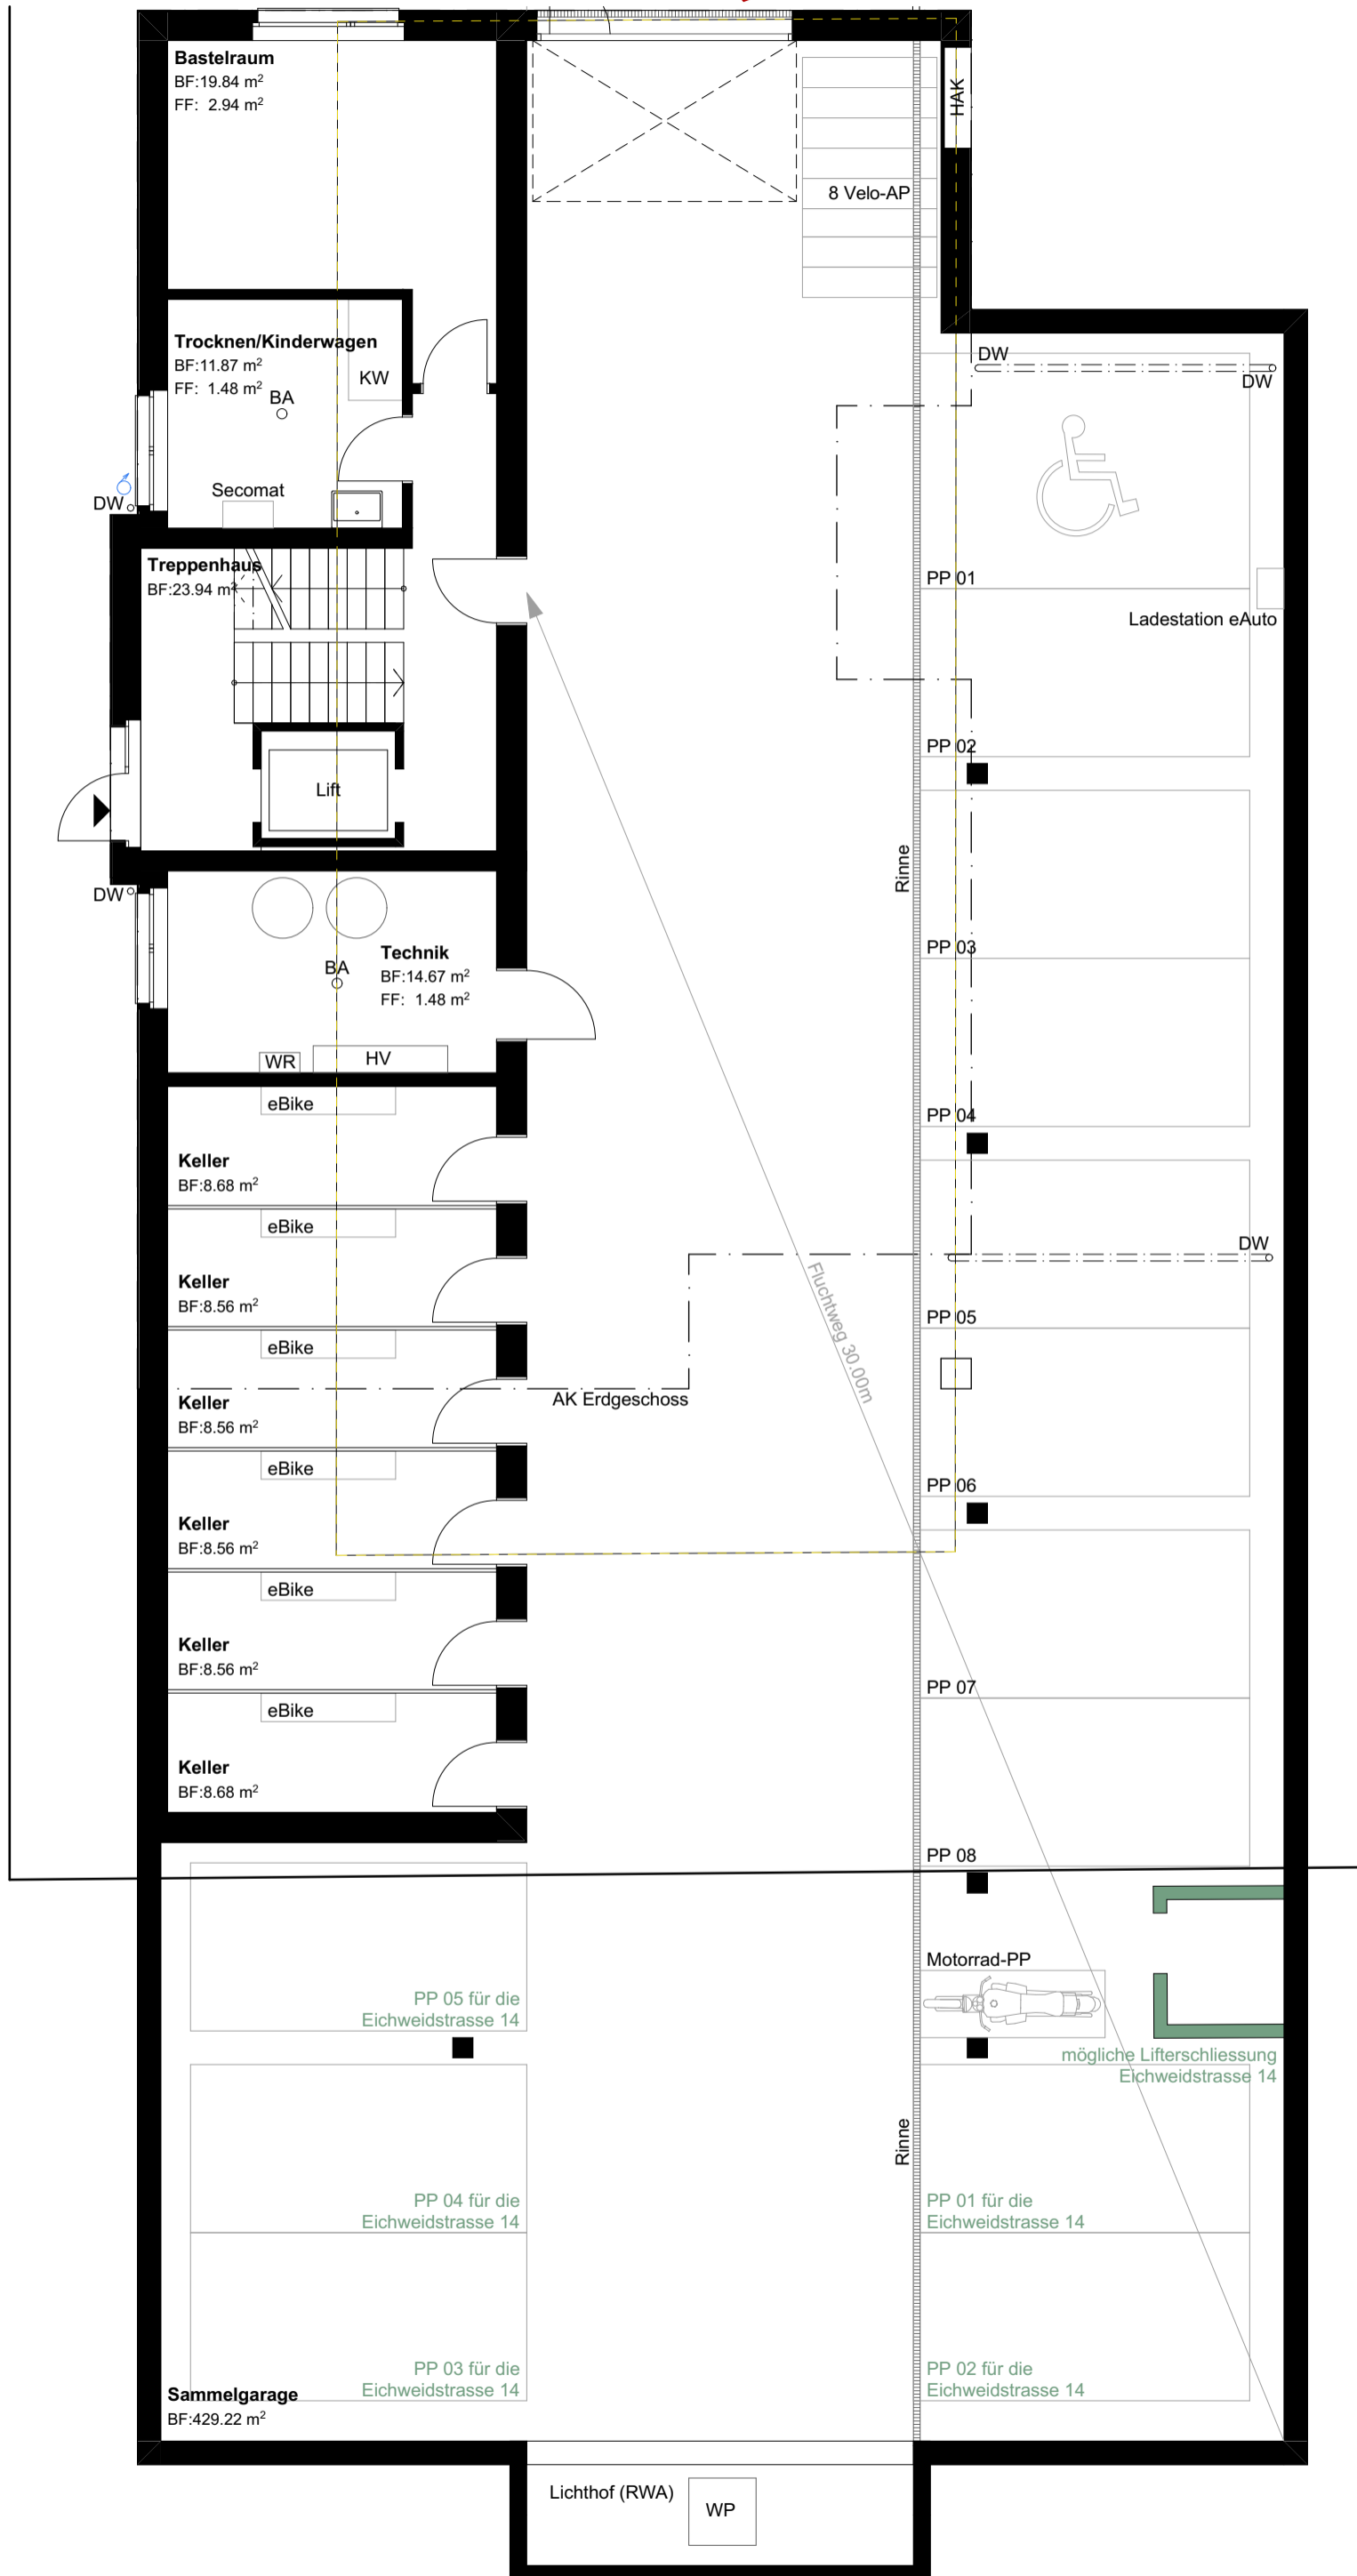 Bastelraum
BF:19.84 m²
FF: 2.94 m²
HAK
8 Velo-AP
Trocknen/Kinderwagen
BF:11.87 m²
FF: 1.48 m²
KW
BA
Secomat
DW
DW
DW
PP 01
Ladestation eAuto
Treppenhaus
BF:23.94 m²
PP 02
Lift
Rinne
DW
Technik
BF:14.67 m²
FF: 1.48 m²
BA
WR
HV
PP 03
eBike
PP 04
Keller
BF:8.68 m²
eBike
DW
Keller
BF:8.56 m²
Fluchtweg 30.00m
PP 05
eBike
Keller
BF:8.56 m²
AK Erdgeschoss
eBike
PP 06
Keller
BF:8.56 m²
eBike
Keller
BF:8.56 m²
PP 07
eBike
Keller
BF:8.68 m²
PP 08
Motorrad-PP
PP 05 für die
Eichweidstrasse 14
mögliche Lifterschliessung
Eichweidstrasse 14
Rinne
PP 04 für die
Eichweidstrasse 14
PP 01 für die
Eichweidstrasse 14
PP 03 für die
Eichweidstrasse 14
PP 02 für die
Eichweidstrasse 14
Sammelgarage
BF:429.22 m²
Lichthof (RWA)
WP